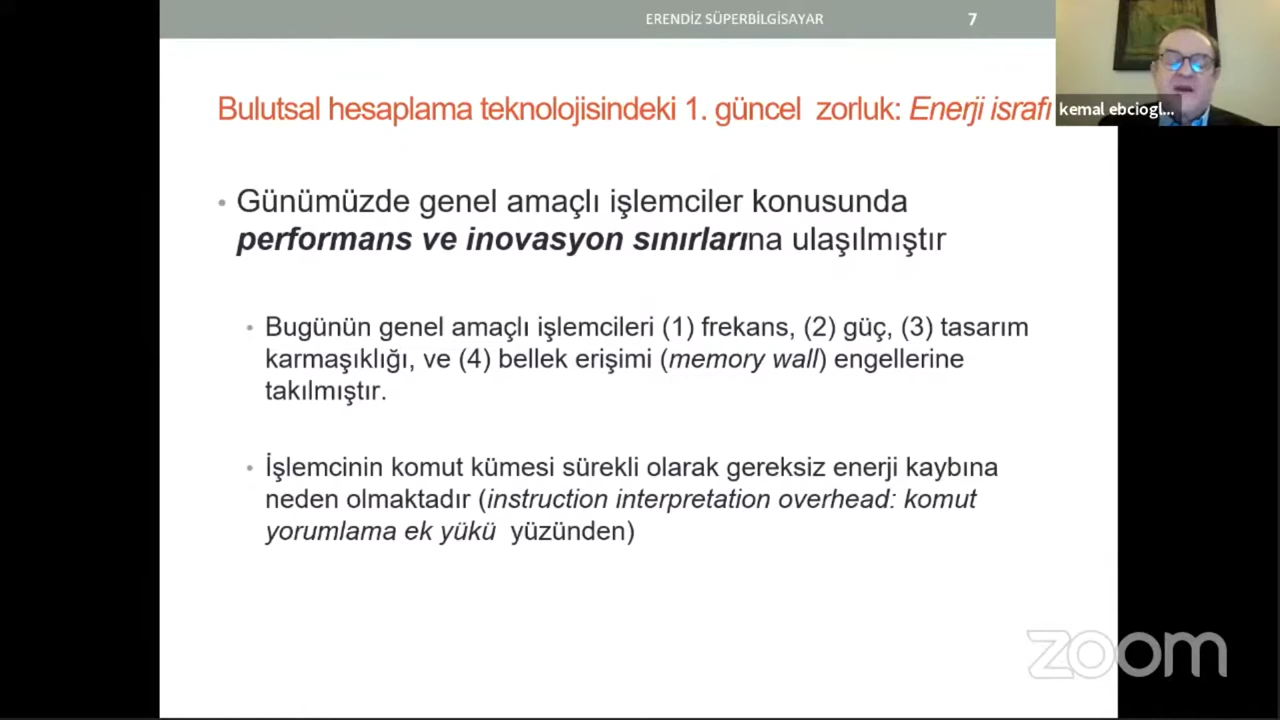 ERENDİZ SÜPERBİLGİSAYAR 7
Bulutsal hesaplama teknolojisindeki 1. güncel zorluk: Enerji israfı
kemal ebciogl...
• Günümüzde genel amaçlı işlemciler konusunda
performans ve inovasyon sınırlarına ulaşılmıştır
• Bugünün genel amaçlı işlemcileri (1) frekans, (2) güç, (3) tasarım
karmaşıklığı, ve (4) bellek erişimi (memory wall) engellerine
takılmıştır.
• İşlemcinin komut kümesi sürekli olarak gereksiz enerji kaybına
neden olmaktadır (instruction interpretation overhead: komut
yorumlama ek yükü yüzünden)
zoom